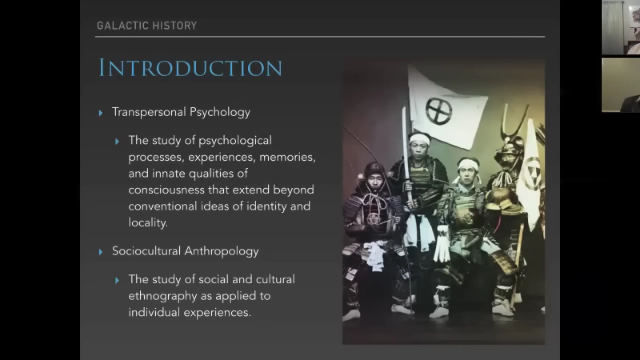 GALACTIC HISTORY
INTRODUCTION
Transpersonal Psychology
The study of psychological
processes, experiences, memories,
and innate qualities of
consciousness that extend beyond
conventional ideas of identity and
locality.
Sociocultural Anthropology
The study of social and cultural
ethnography as applied to
individual experiences.